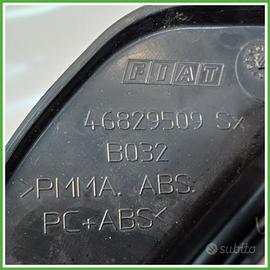 FIAT
46829509 Sx
B032
>PMMA. ABS.
PC+ABS<
subito